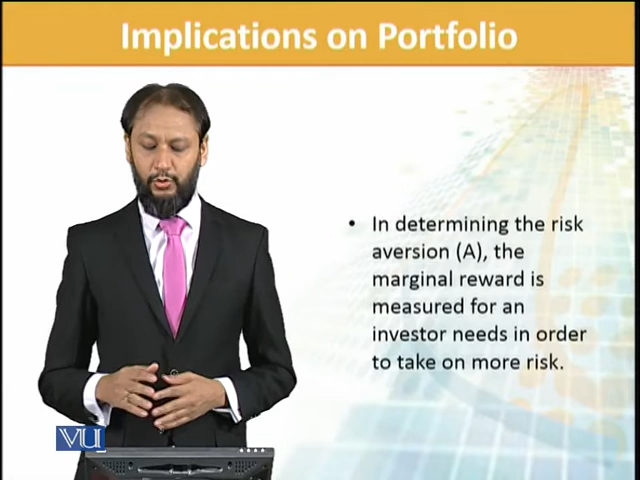 Implications on Portfolio
• In determining the risk
aversion (A), the
marginal reward is
measured for an
investor needs in order
to take on more risk.
VU